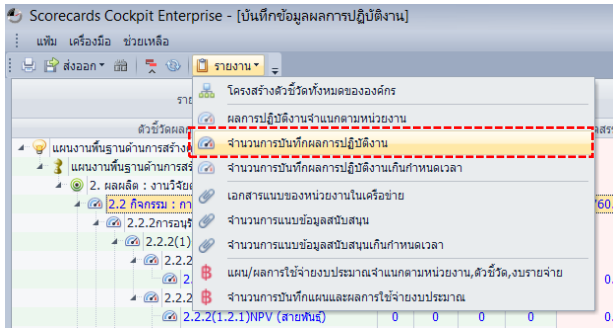 Scorecards Cockpit Enterprise - [บันทึกข้อมูลผลการปฏิบัติงาน]
แฟ้ม เครื่องมือ ช่วยเหลือ
ส่งออก รายงาน
โครงสร้างตัวชี้วัดทั้งหมดขององค์กร
ราย
ผลการปฏิบัติงานจำแนกตามหน่วยงาน
ตัวชี้วัดผล
จำนวนการบันทึกผลการปฏิบัติงาน
แผนงานพื้นฐานด้านการสร้าง
แผนงานพื้นฐานด้านการสร้
จำนวนการบันทึกผลการปฏิบัติงานเกินกำหนดเวลา
2. ผลผลิต : งานวิจัย
เอกสารแนบของหน่วยงานในเครือข่าย
2.2 กิจกรรม : กา
760.
2.2.2การอนุรั
จำนวนการแนบข้อมูลสนับสนุน
2.2.2(1)
จำนวนการแนบข้อมูลสนับสนุนเกินกำหนดเวลา
2.2.2
2.
แผน/ผลการใช้จ่ายงบประมาณจำแนกตามหน่วยงาน,ตัวชี้วัด,งบรายจ่าย
0.
2.2.2
จำนวนการบันทึกแผนและผลการใช้จ่ายงบประมาณ
2.2.2(1.2.1)NPV (สายพันธุ์) 0 0 0 0 0.